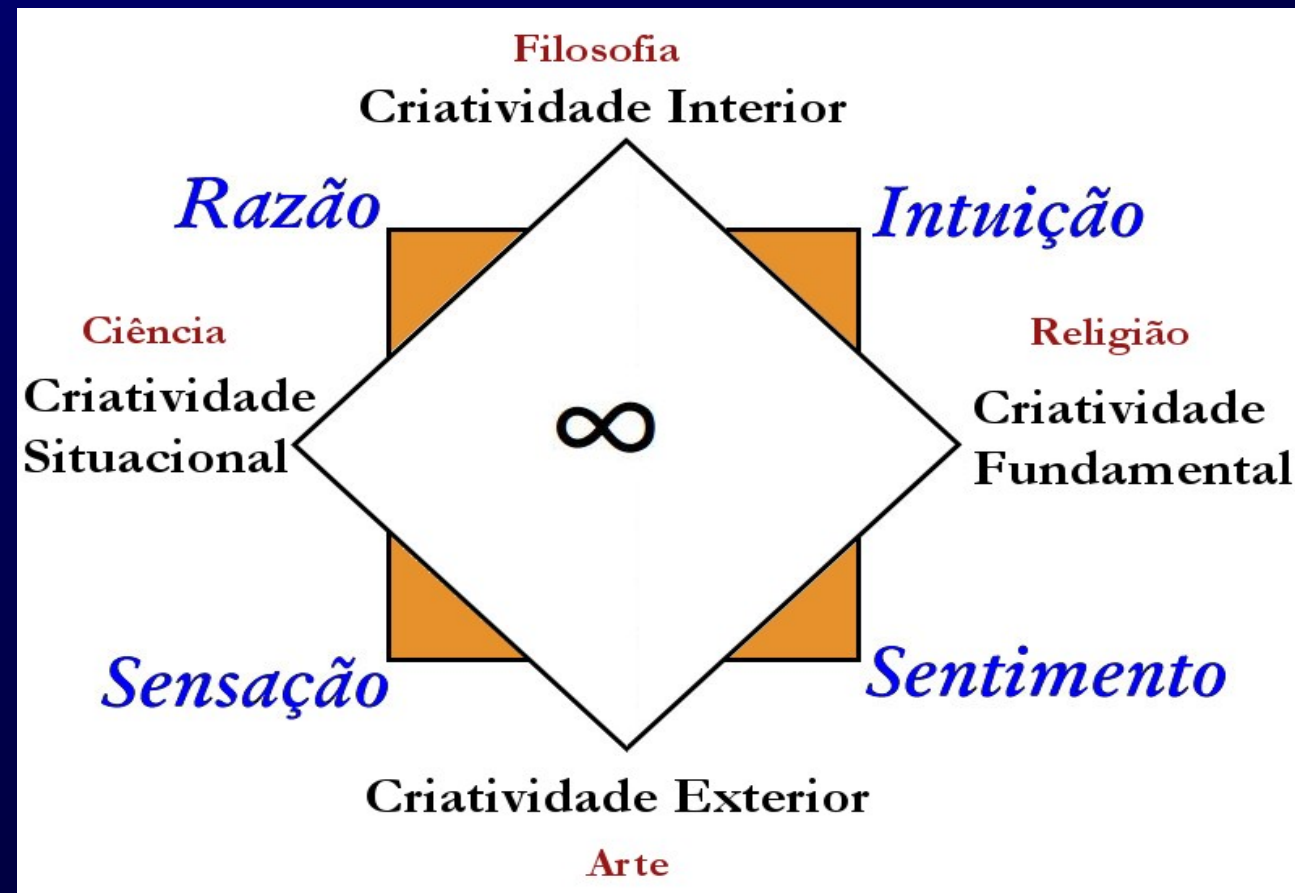 Filosofia
Criatividade Interior
Razão
Intuição
Ciência
Criatividade
Situacional
Religião
Criatividade
Fundamental
∞
Sensação
Sentimento
Criatividade Exterior
Arte